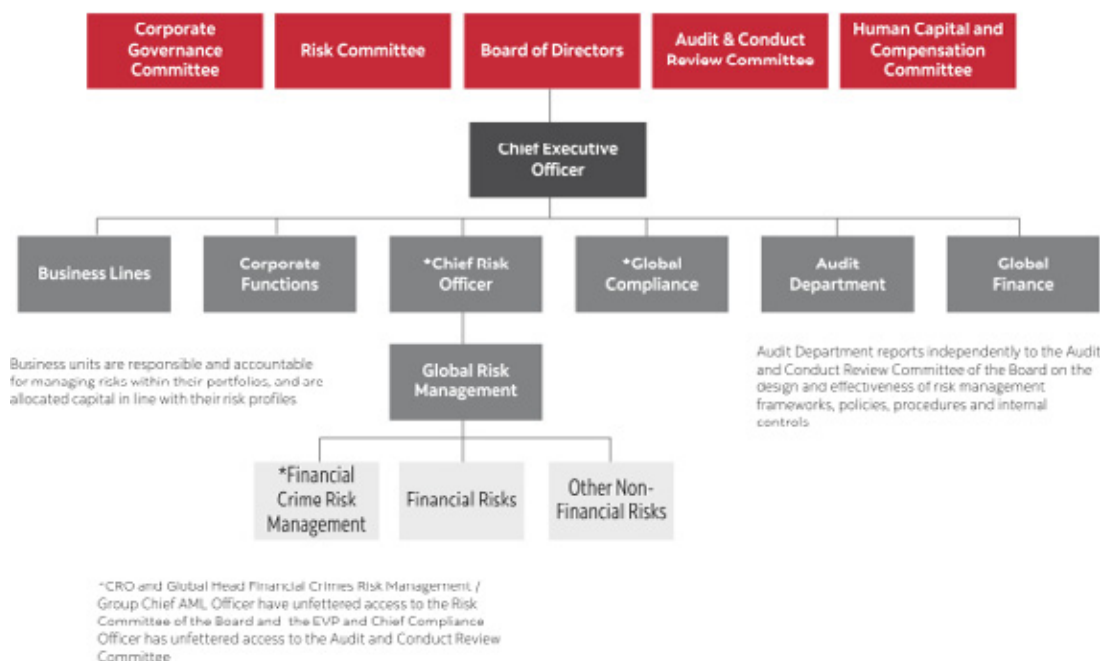 Corporate
Governance
Committee
Risk Committee
Board of Directors
Audit & Conduct
Review Committee
Human Capital and
Compensation
Committee
Chief Executive
Officer
Business Lines
Corporate
Functions
*Chief Risk
Officer
*Global
Compliance
Audit
Department
Global
Finance
Business units are responsible and accountable
for managing risks within their portfolios, and are
allocated capital in line with their risk profiles
Global Risk
Management
Audit Department reports independently to the Audit
and Conduct Review Committee of the Board on the
design and effectiveness of risk management
frameworks, policies, procedures and internal
controls
*Financial
Crime Risk
Management
Financial Risks
Other Non-
Financial Risks
*CRO and Global Head Financial Crimes Risk Management /
Group Chief AML Officer have unfettered access to the Risk
Committee of the Board and the EVP and Chief Compliance
Officer has unfettered access to the Audit and Conduct Review
Committee